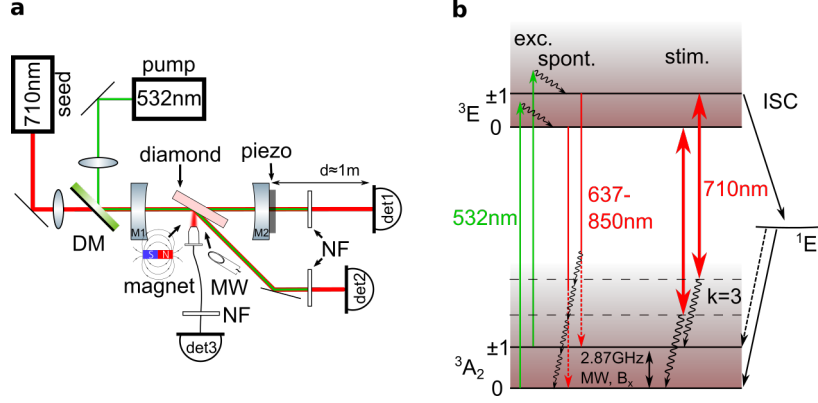 a
710nm
seed
pump
532nm
diamond
piezo
d≈1m
DM
M1
M2
det1
NF
S N
magnet
MW
det2
NF
det3
b
exc.
spont.
stim.
±1
³E
0
ISC
532nm
637-
850nm
710nm
¹E
k=3
±1
³A₂
2.87GHz
MW, Bₓ
0